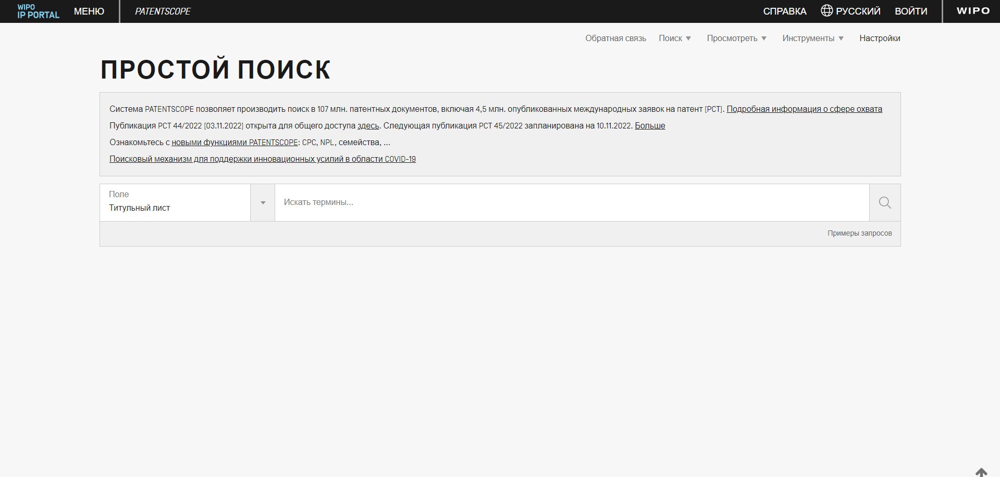 WIPO
IP PORTAL
МЕНЮ
PATENTSCOPE
СПРАВКА
РУССКИЙ
ВОЙТИ
WIPO
Обратная связь
Поиск
Просмотреть
Инструменты
Настройки
ПРОСТОЙ ПОИСК
Система PATENTSCOPE позволяет производить поиск в 107 млн. патентных документов, включая 4,5 млн. опубликованных международных заявок на патент (PCT). Подробная информация о сфере охвата
Публикация PCT 44/2022 (03.11.2022) открыта для общего доступа здесь. Следующая публикация PCT 45/2022 запланирована на 10.11.2022. Больше
Ознакомьтесь с новыми функциями PATENTSCOPE: CPC, NPL, семейства, ...
Поисковый механизм для поддержки инновационных усилий в области COVID-19
Поле
Титульный лист
Искать термины...
Примеры запросов